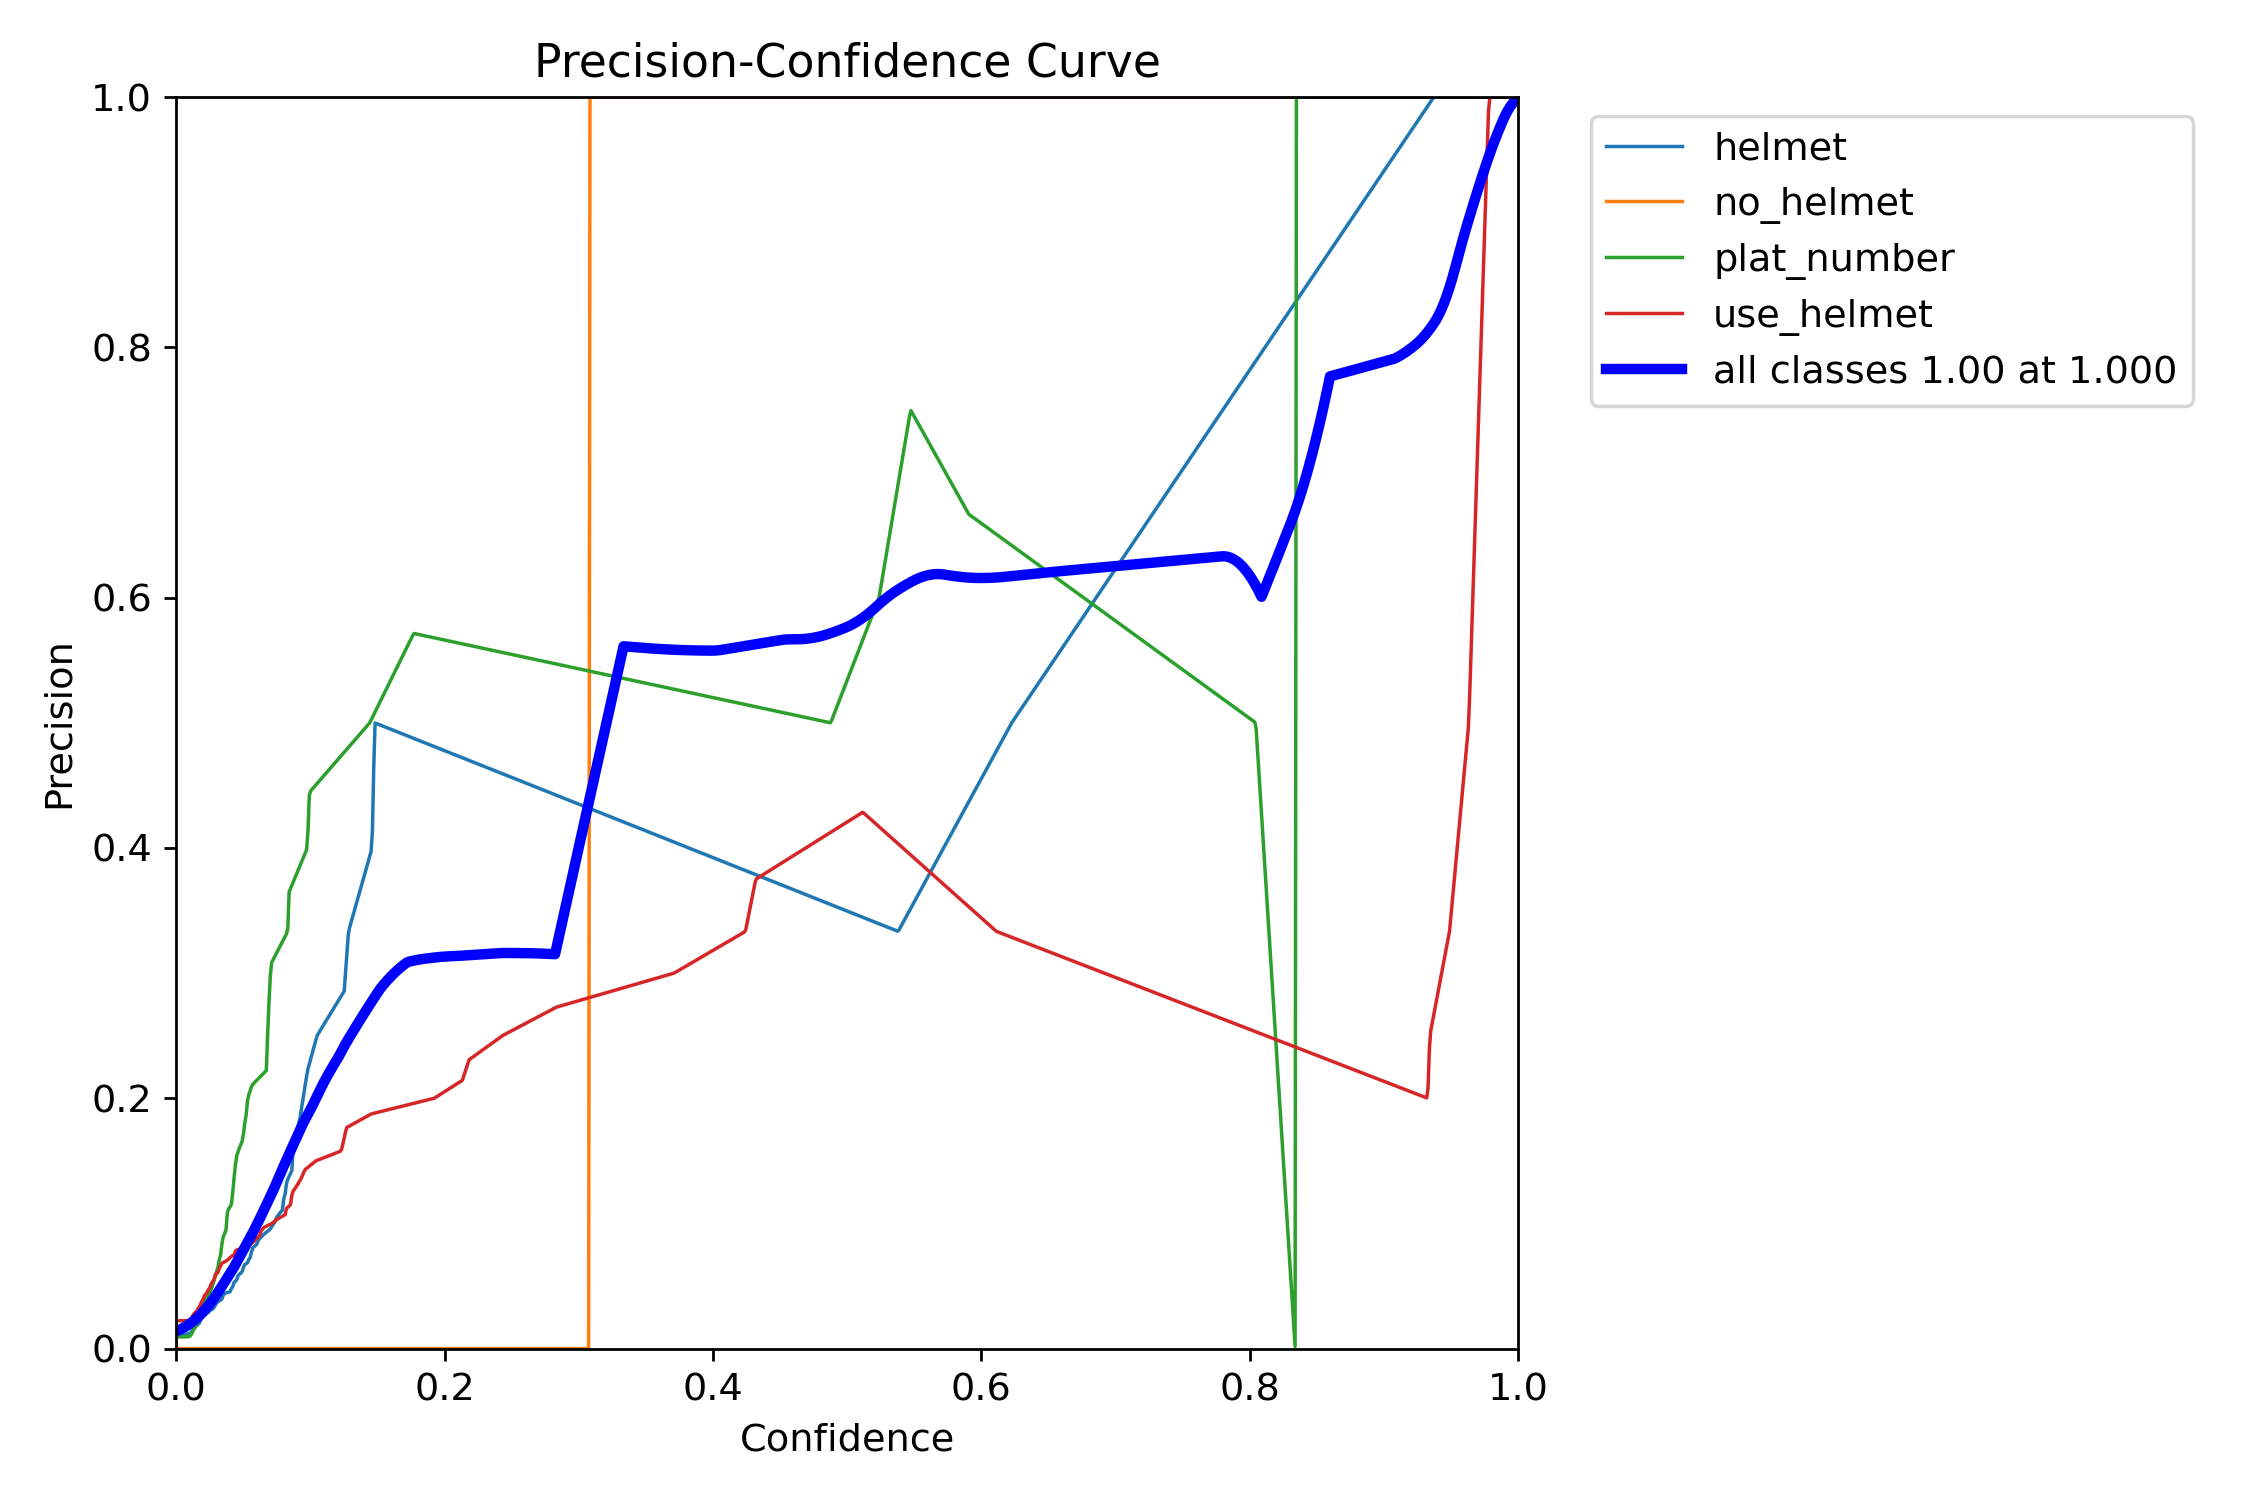 Precision-Confidence Curve
1.0
0.8
0.6
0.4
0.2
0.0
Precision
0.0 0.2 0.4 0.6 0.8 1.0
Confidence
helmet
no_helmet
plat_number
use_helmet
all classes 1.00 at 1.000